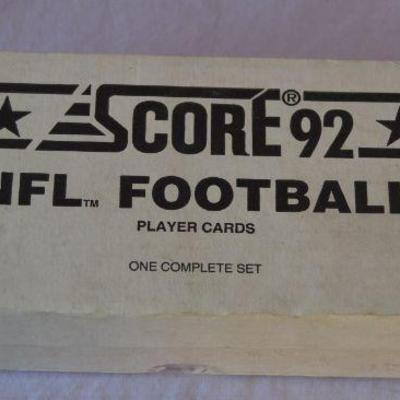 SCORE® 92
NFL™ FOOTBALL
PLAYER CARDS
ONE COMPLETE SET